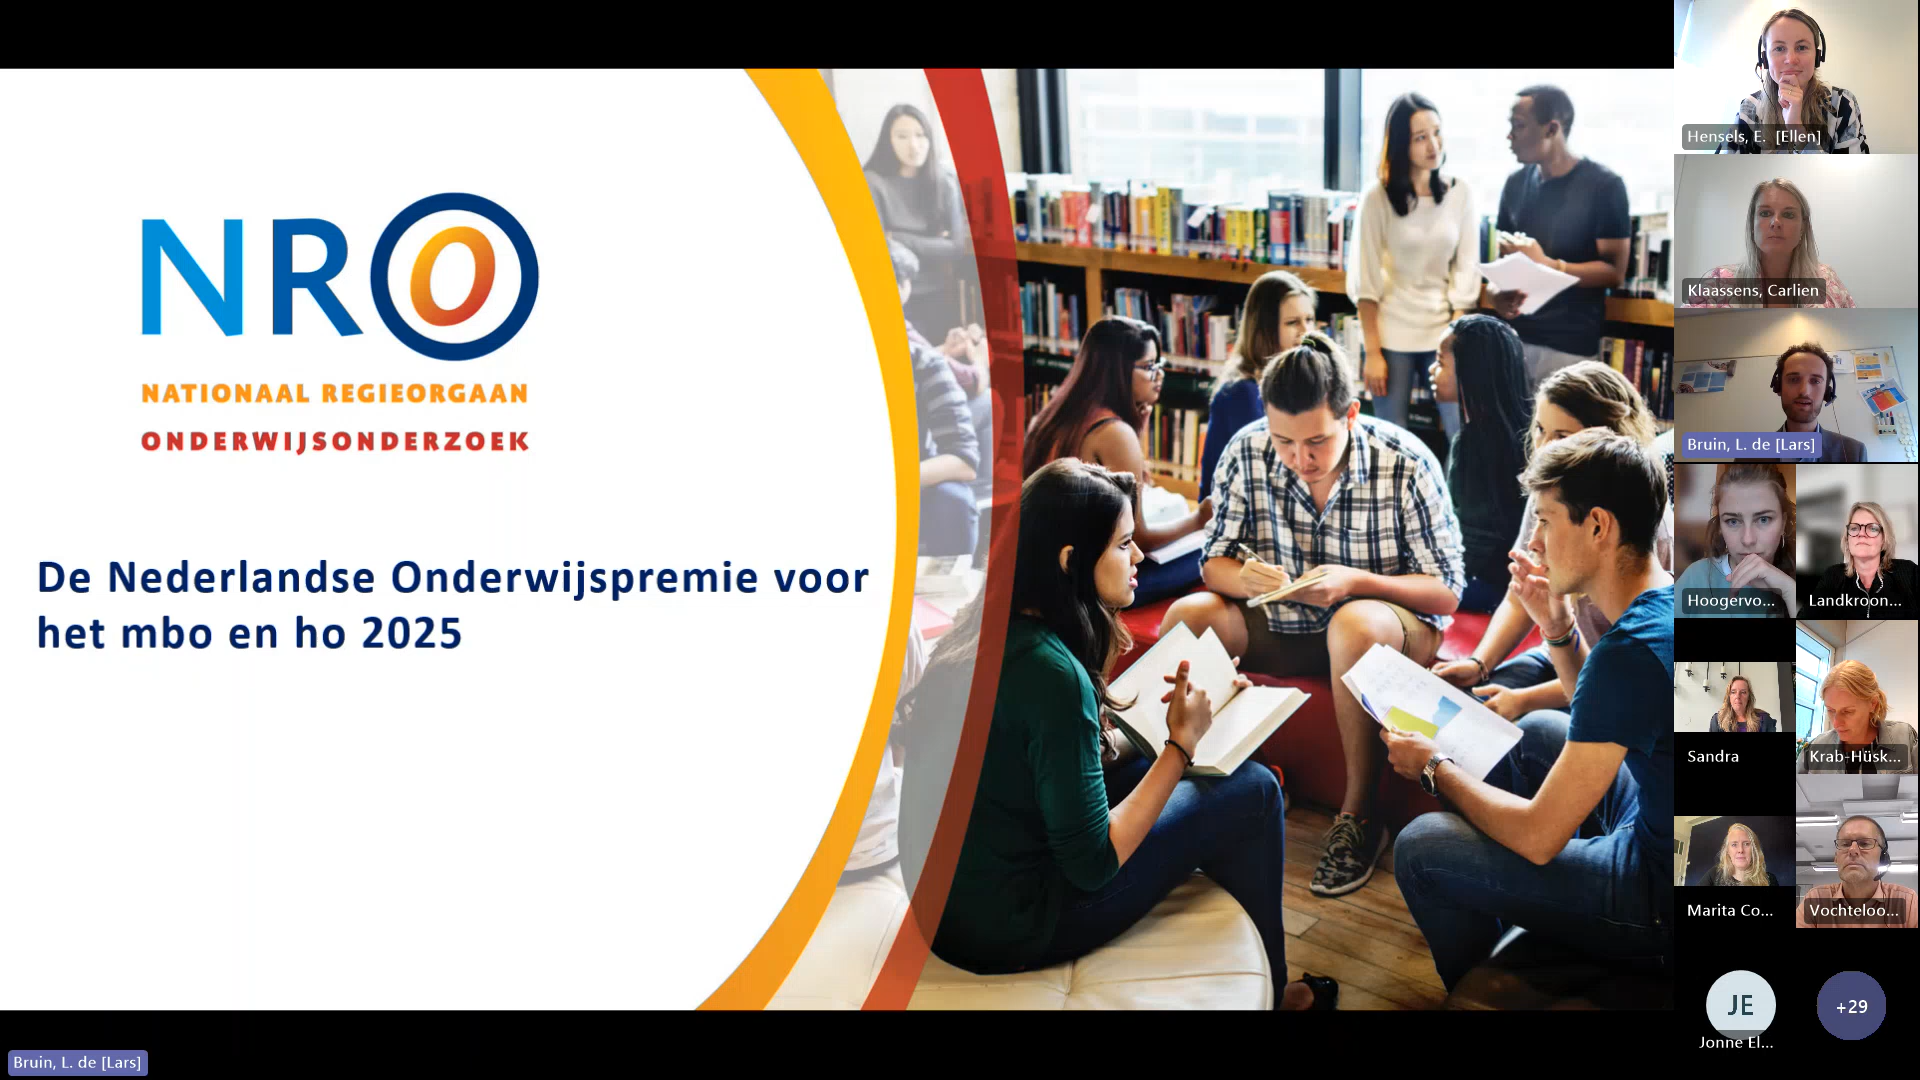 NRO
NATIONAAL REGIEORGAAN
ONDERWIJSONDERZOEK
De Nederlandse Onderwijspremie voor
het mbo en ho 2025
Bruin, L. de [Lars]
Hensels, E. [Ellen]
Klaassens, Carlien
Bruin, L. de [Lars]
Hoogervo...
Landkroon...
Sandra
Krab-Hüsk...
Marita Co...
Vochteloo...
JE
Jonne El...
+29